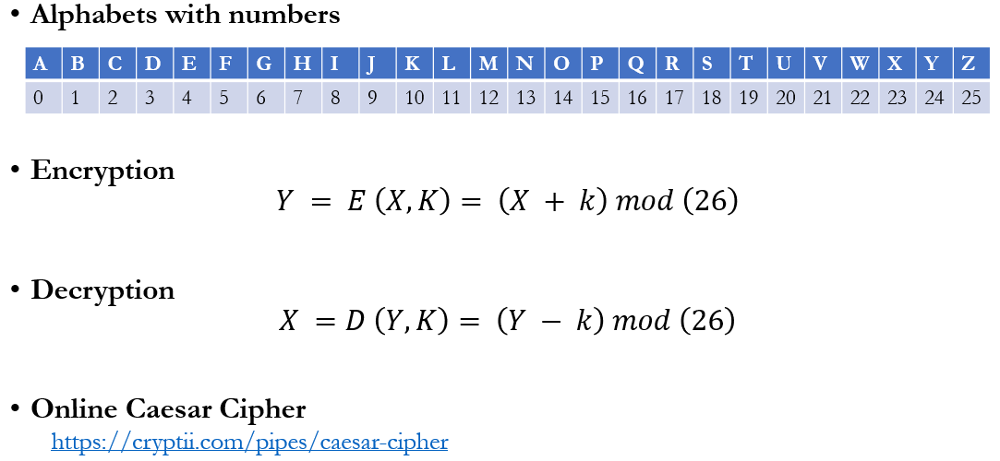 • Alphabets with numbers
A B C D E F G H I J K L M N O P Q R S T U V W X Y Z
0 1 2 3 4 5 6 7 8 9 10 11 12 13 14 15 16 17 18 19 20 21 22 23 24 25
• Encryption
Y = E (X, K) = (X + k) mod (26)
• Decryption
X = D (Y, K) = (Y − k) mod (26)
• Online Caesar Cipher
https://cryptii.com/pipes/caesar-cipher